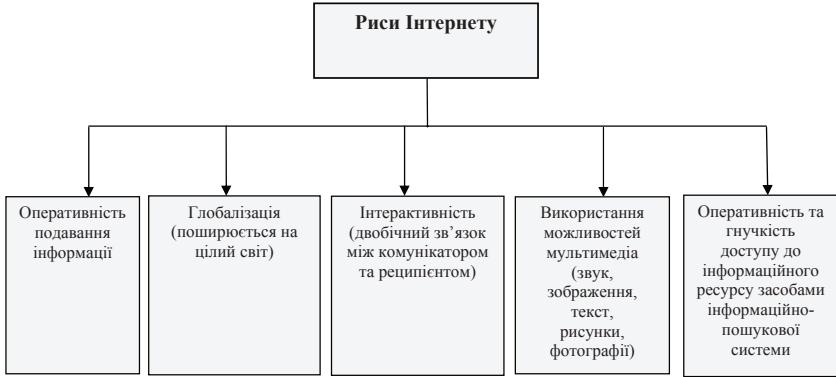 Риси Інтернету
Оперативність
подавання
інформації
Глобалізація
(поширюється на
цілий світ)
Інтерактивність
(двобічний зв’язок
між комунікатором
та реципієнтом)
Використання
можливостей
мультимедіа
(звук,
зображення,
текст,
рисунки,
фотографії)
Оперативність та
гнучкість
доступу до
інформаційного
ресурсу засобами
інформаційно-
пошукової
системи